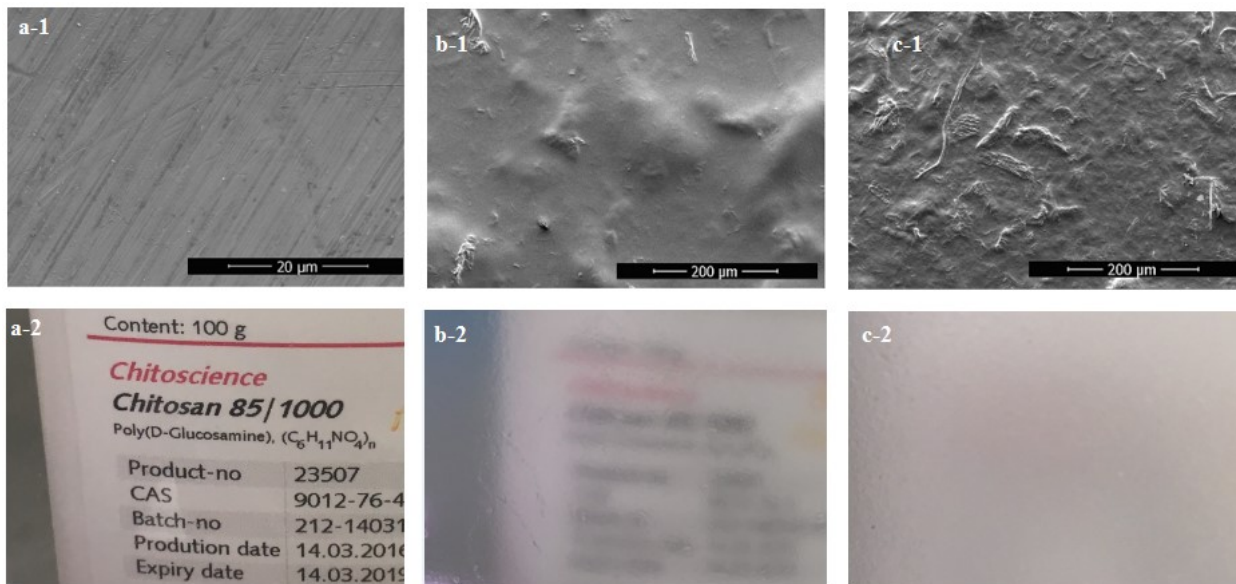 a-1
b-1
c-1
20 µm
200 µm
200 µm
a-2
b-2
c-2
Content: 100 g
Chitoscience
Chitosan 85/1000
Poly(D-Glucosamine), (C₆H₁₁NO₄)ₙ
Product-no 23507
CAS 9012-76-4
Batch-no 212-14031
Prodution date 14.03.2016
Expiry date 14.03.2019